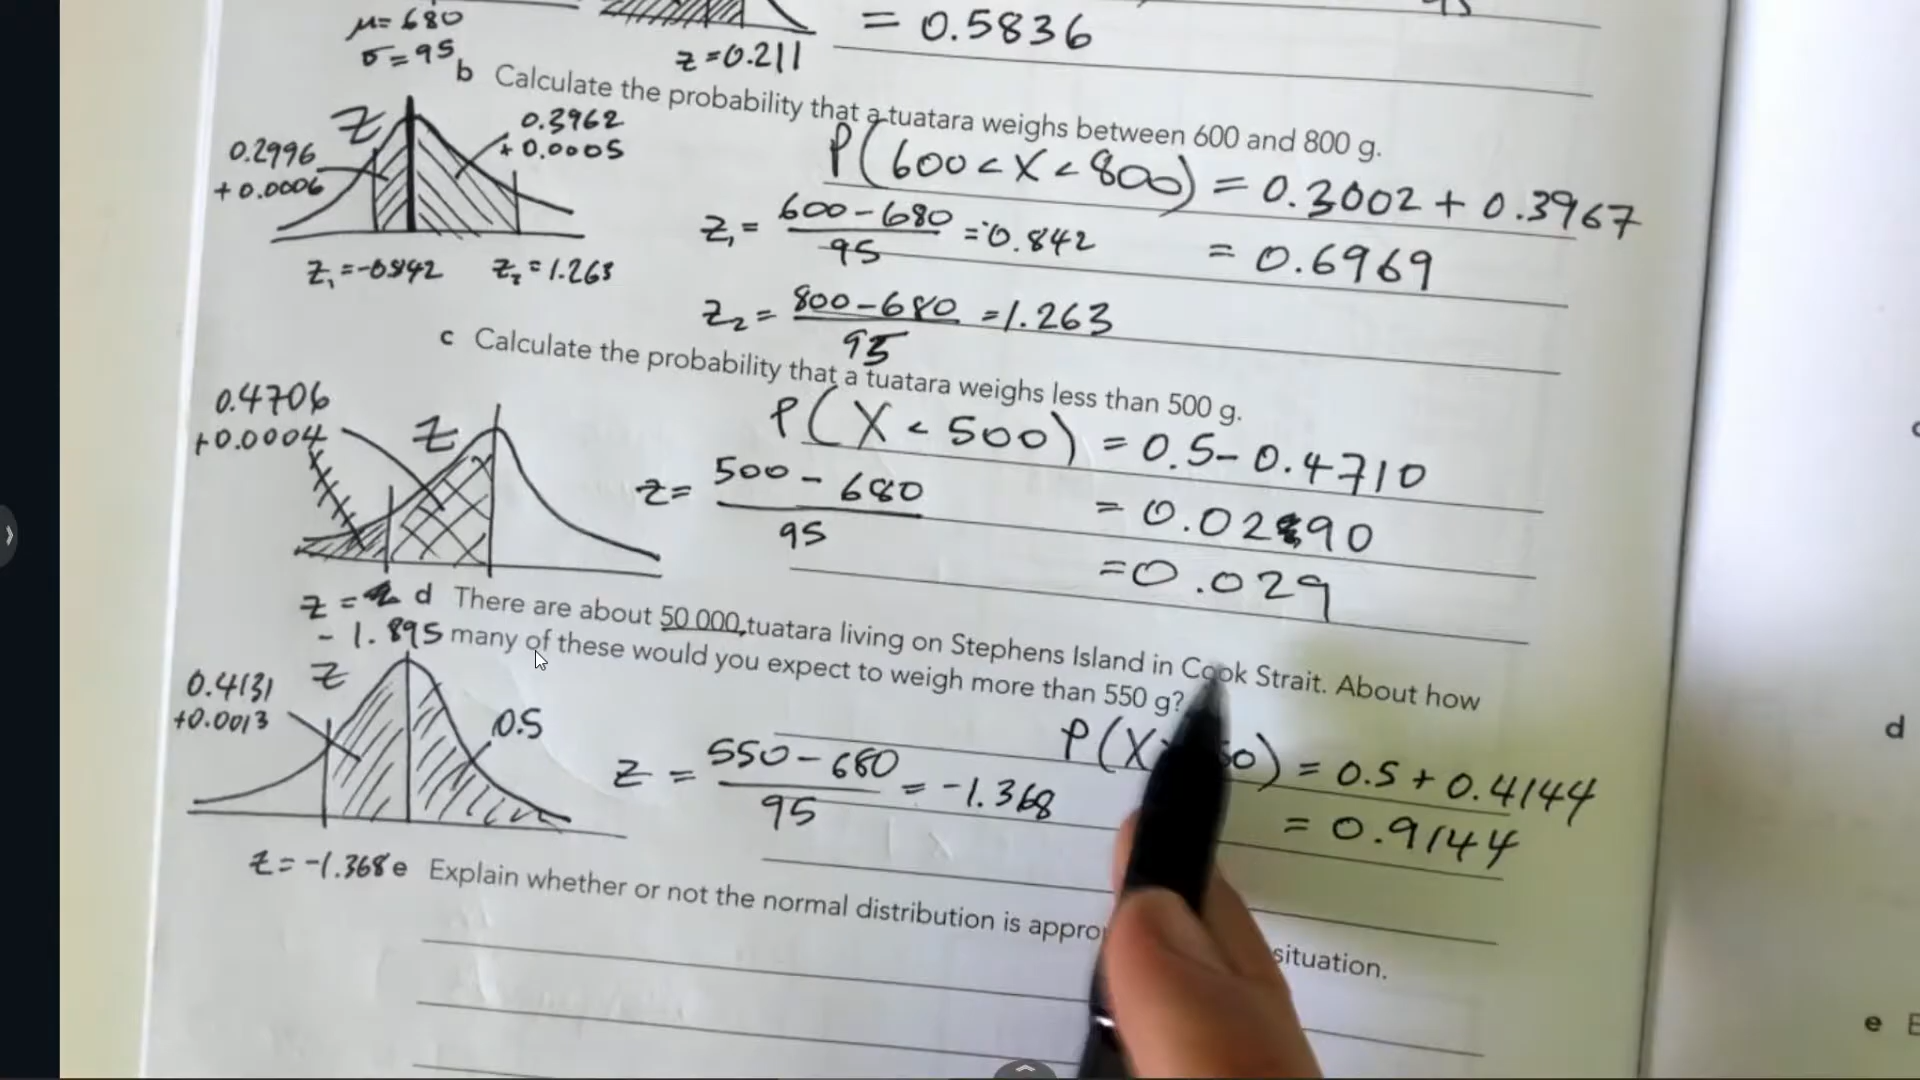 μ=680
σ=95
z=0.211
= 0.5836
b Calculate the probability that a tuatara weighs between 600 and 800 g.
z
0.2996
+ 0.0006
0.3962
+ 0.0005
P(600<X<800) = 0.3002 + 0.3967
z₁ = 600-680 / 95 = -0.842
= 0.6969
z₁=-0.842 z₂=1.263
z₂ = 800-680 / 95 =1.263
c Calculate the probability that a tuatara weighs less than 500 g.
0.4706
+0.0004
z
P(X<500) = 0.5-0.4710
z= 500-680 / 95
= 0.0290
=0.029
z =
-1.895
d There are about 50 000 tuatara living on Stephens Island in Cook Strait. About how
many of these would you expect to weigh more than 550 g?
0.4131
+0.0013
z
0.5
P(X> 50) = 0.5 + 0.4144
z = 550-680 / 95 = -1.368
= 0.9144
z=-1.368
e Explain whether or not the normal distribution is appro situation.
d
e E